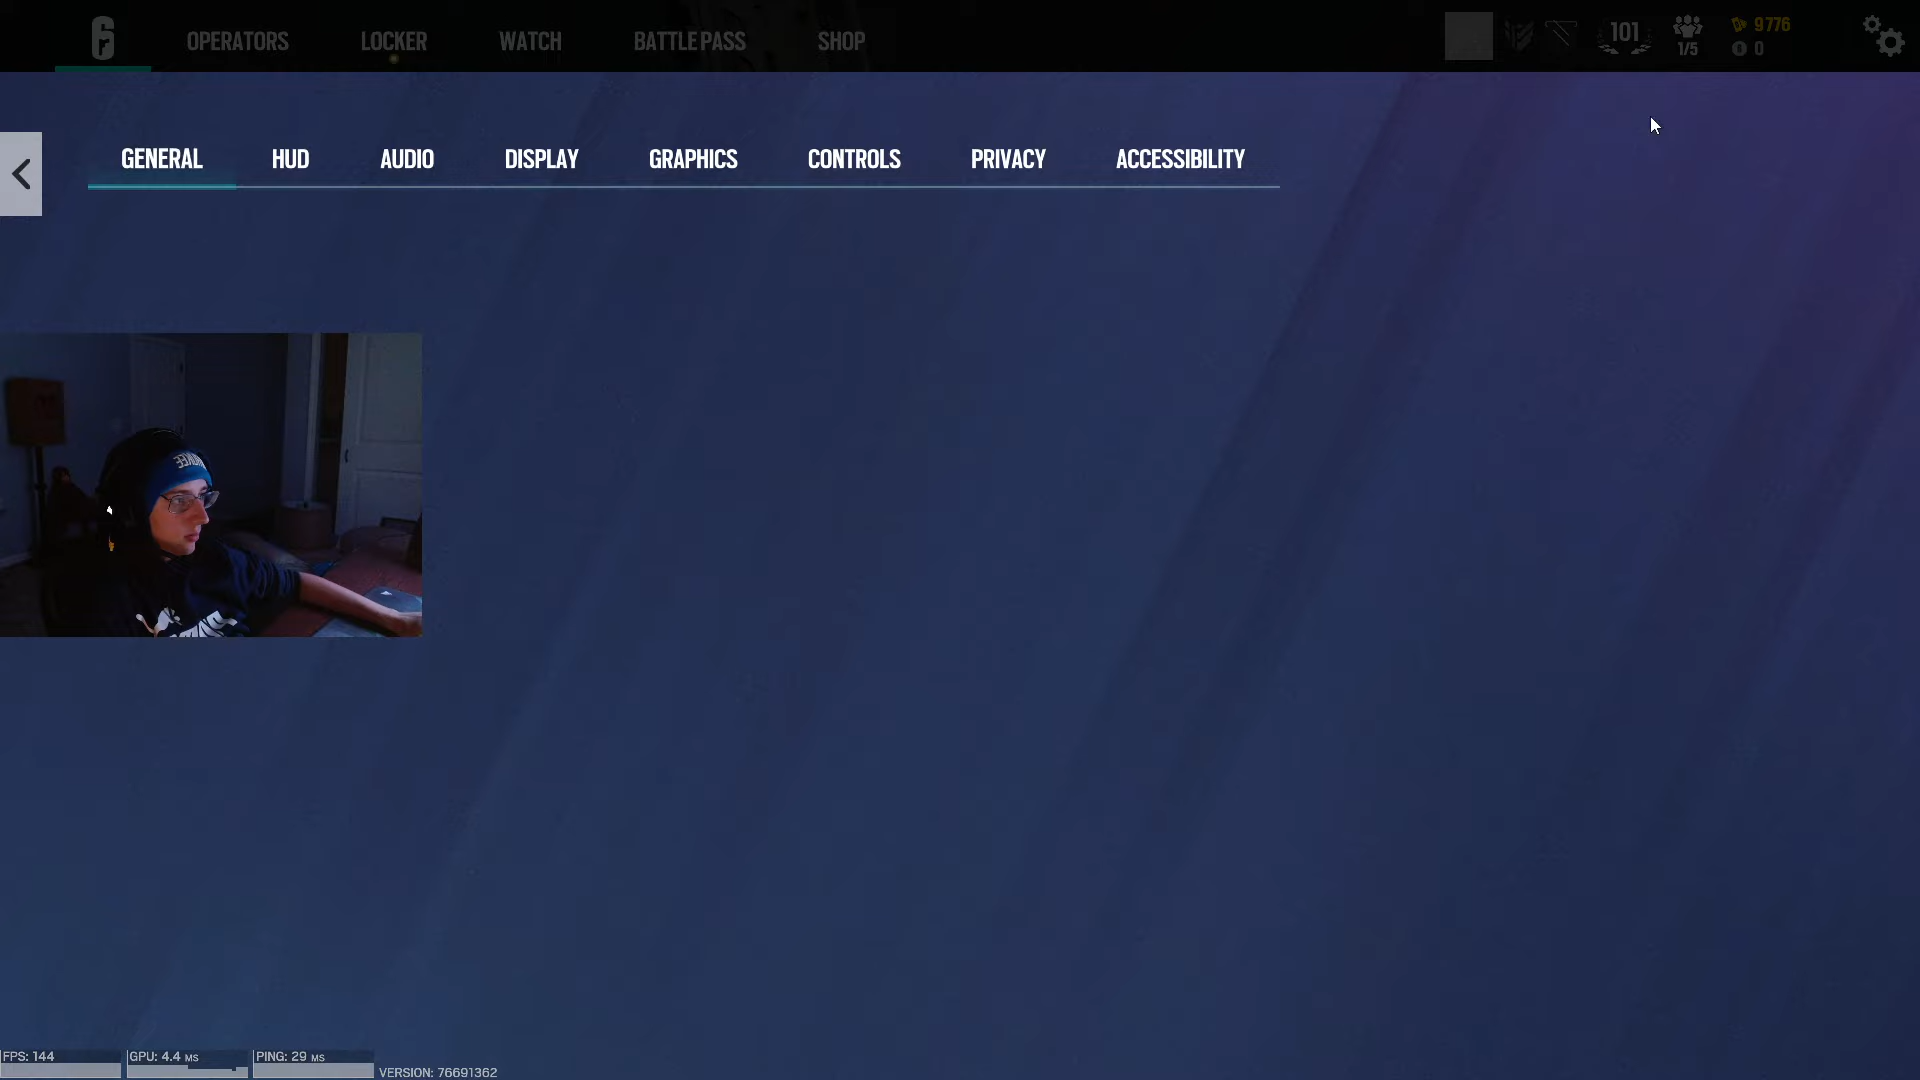 OPERATORS LOCKER WATCH BATTLE PASS SHOP
101 1/5 9776
0
GENERAL HUD AUDIO DISPLAY GRAPHICS CONTROLS PRIVACY ACCESSIBILITY
FPS: 144 GPU: 4.4 MS PING: 29 MS VERSION: 76691362